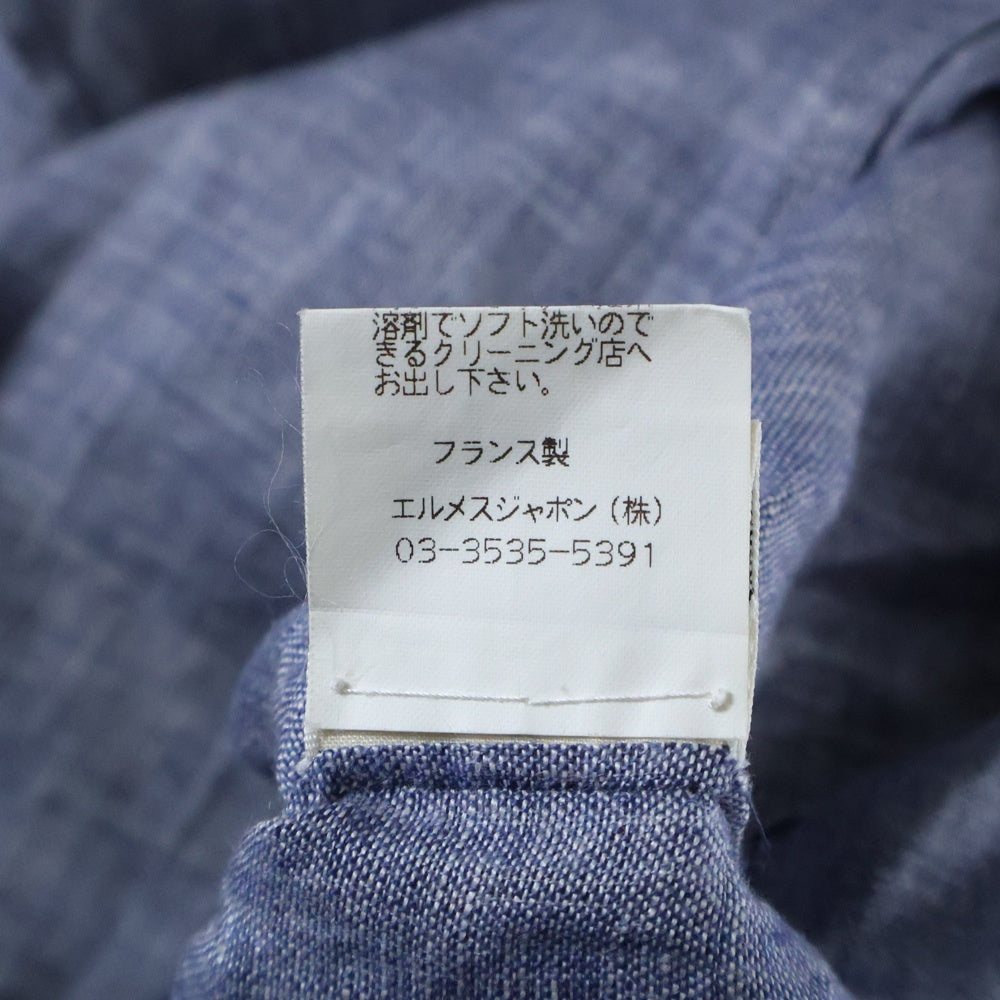 溶剤でソフト洗いので
きるクリーニング店へ
お出し下さい。
フランス製
エルメスジャポン(株)
03-3535-5391